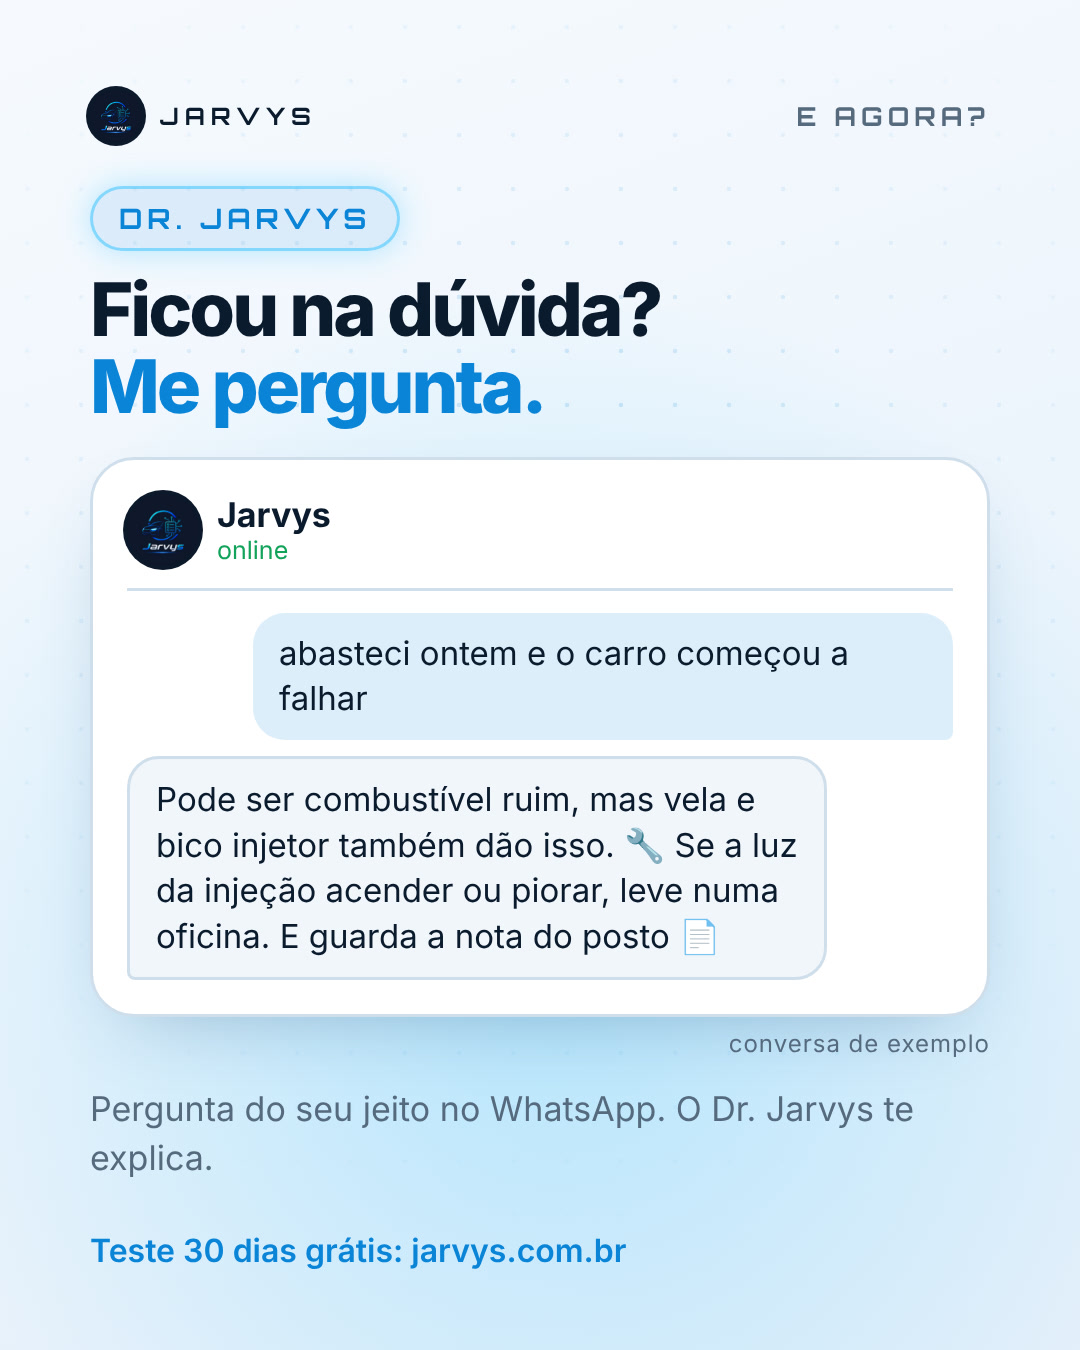 Jarvys
JARVYS
E AGORA?
DR. JARVYS
Ficou na dúvida?
Me pergunta.
Jarvys
Jarvys
online
abasteci ontem e o carro começou a
falhar
Pode ser combustível ruim, mas vela e
bico injetor também dão isso. 🔧 Se a luz
da injeção acender ou piorar, leve numa
oficina. E guarda a nota do posto 📄
conversa de exemplo
Pergunta do seu jeito no WhatsApp. O Dr. Jarvys te
explica.
Teste 30 dias grátis: jarvys.com.br